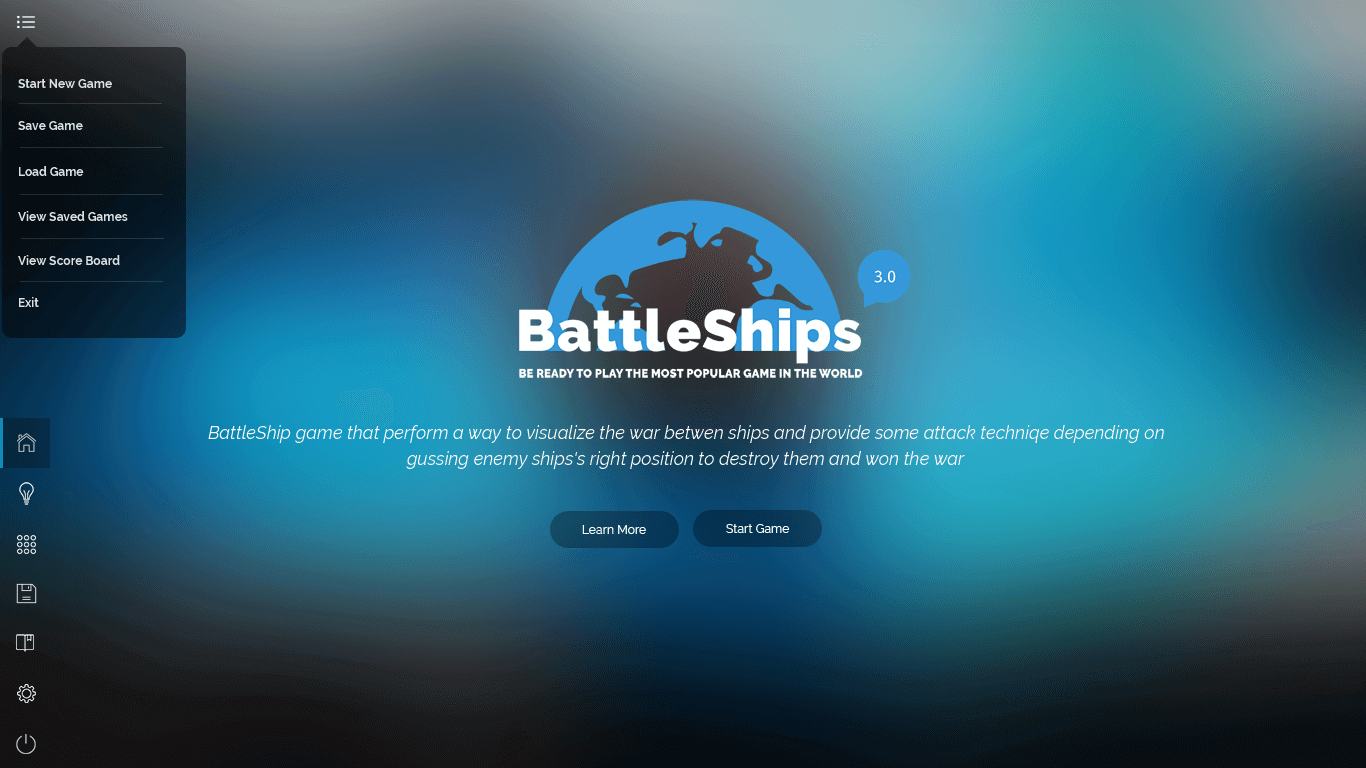 Start New Game
Save Game
Load Game
View Saved Games
View Score Board
Exit
3.0
BattleShips
BE READY TO PLAY THE MOST POPULAR GAME IN THE WORLD
BattleShip game that perform a way to visualize the war betwen ships and provide some attack techniqe depending on
gussing enemy ships's right position to destroy them and won the war
Learn More
Start Game